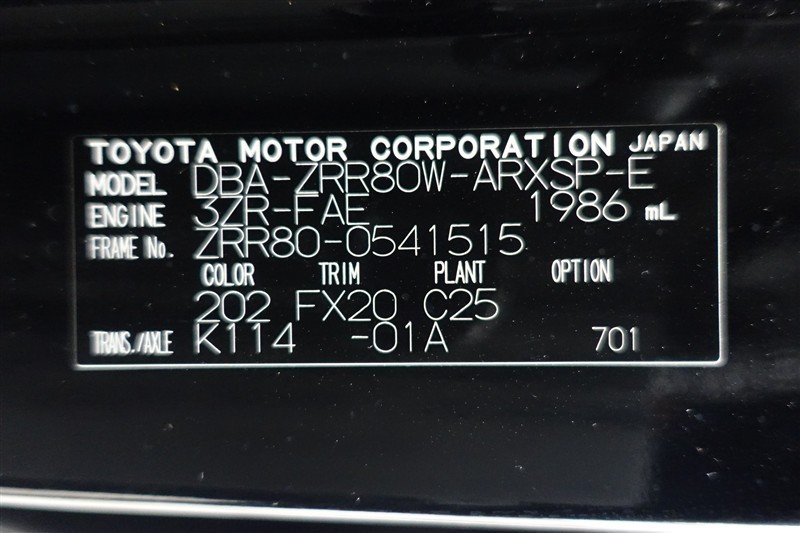 TOYOTA MOTOR CORPORATION JAPAN
MODEL DBA-ZRR80W-ARXSP-E
ENGINE 3ZR-FAE 1986 mL
FRAME No. ZRR80-0541515
COLOR TRIM PLANT OPTION
202 FX20 C25
TRANS./AXLE K114 -01A 701